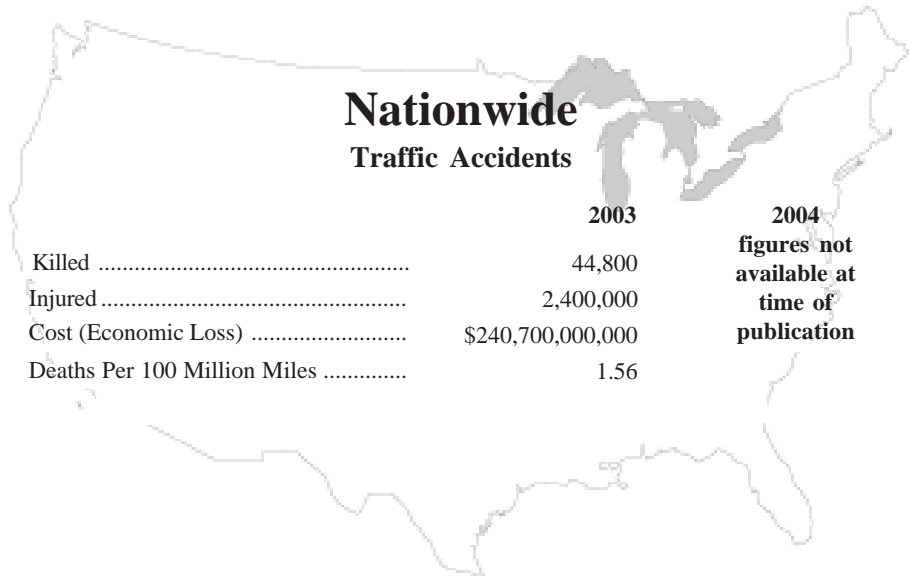 Nationwide
Traffic Accidents
2003 2004
figures not
available at
time of
publication
Killed ..................................................... 44,800
Injured .................................................... 2,400,000
Cost (Economic Loss) .......................... $240,700,000,000
Deaths Per 100 Million Miles .............. 1.56